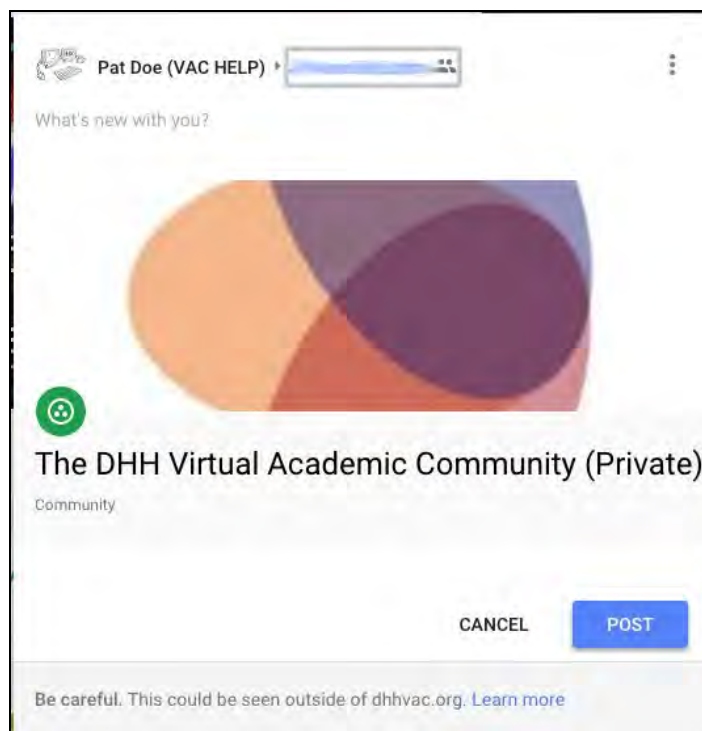 Pat Doe (VAC HELP)
What's new with you?
The DHH Virtual Academic Community (Private)
Community
CANCEL
POST
Be careful. This could be seen outside of dhhvac.org. Learn more